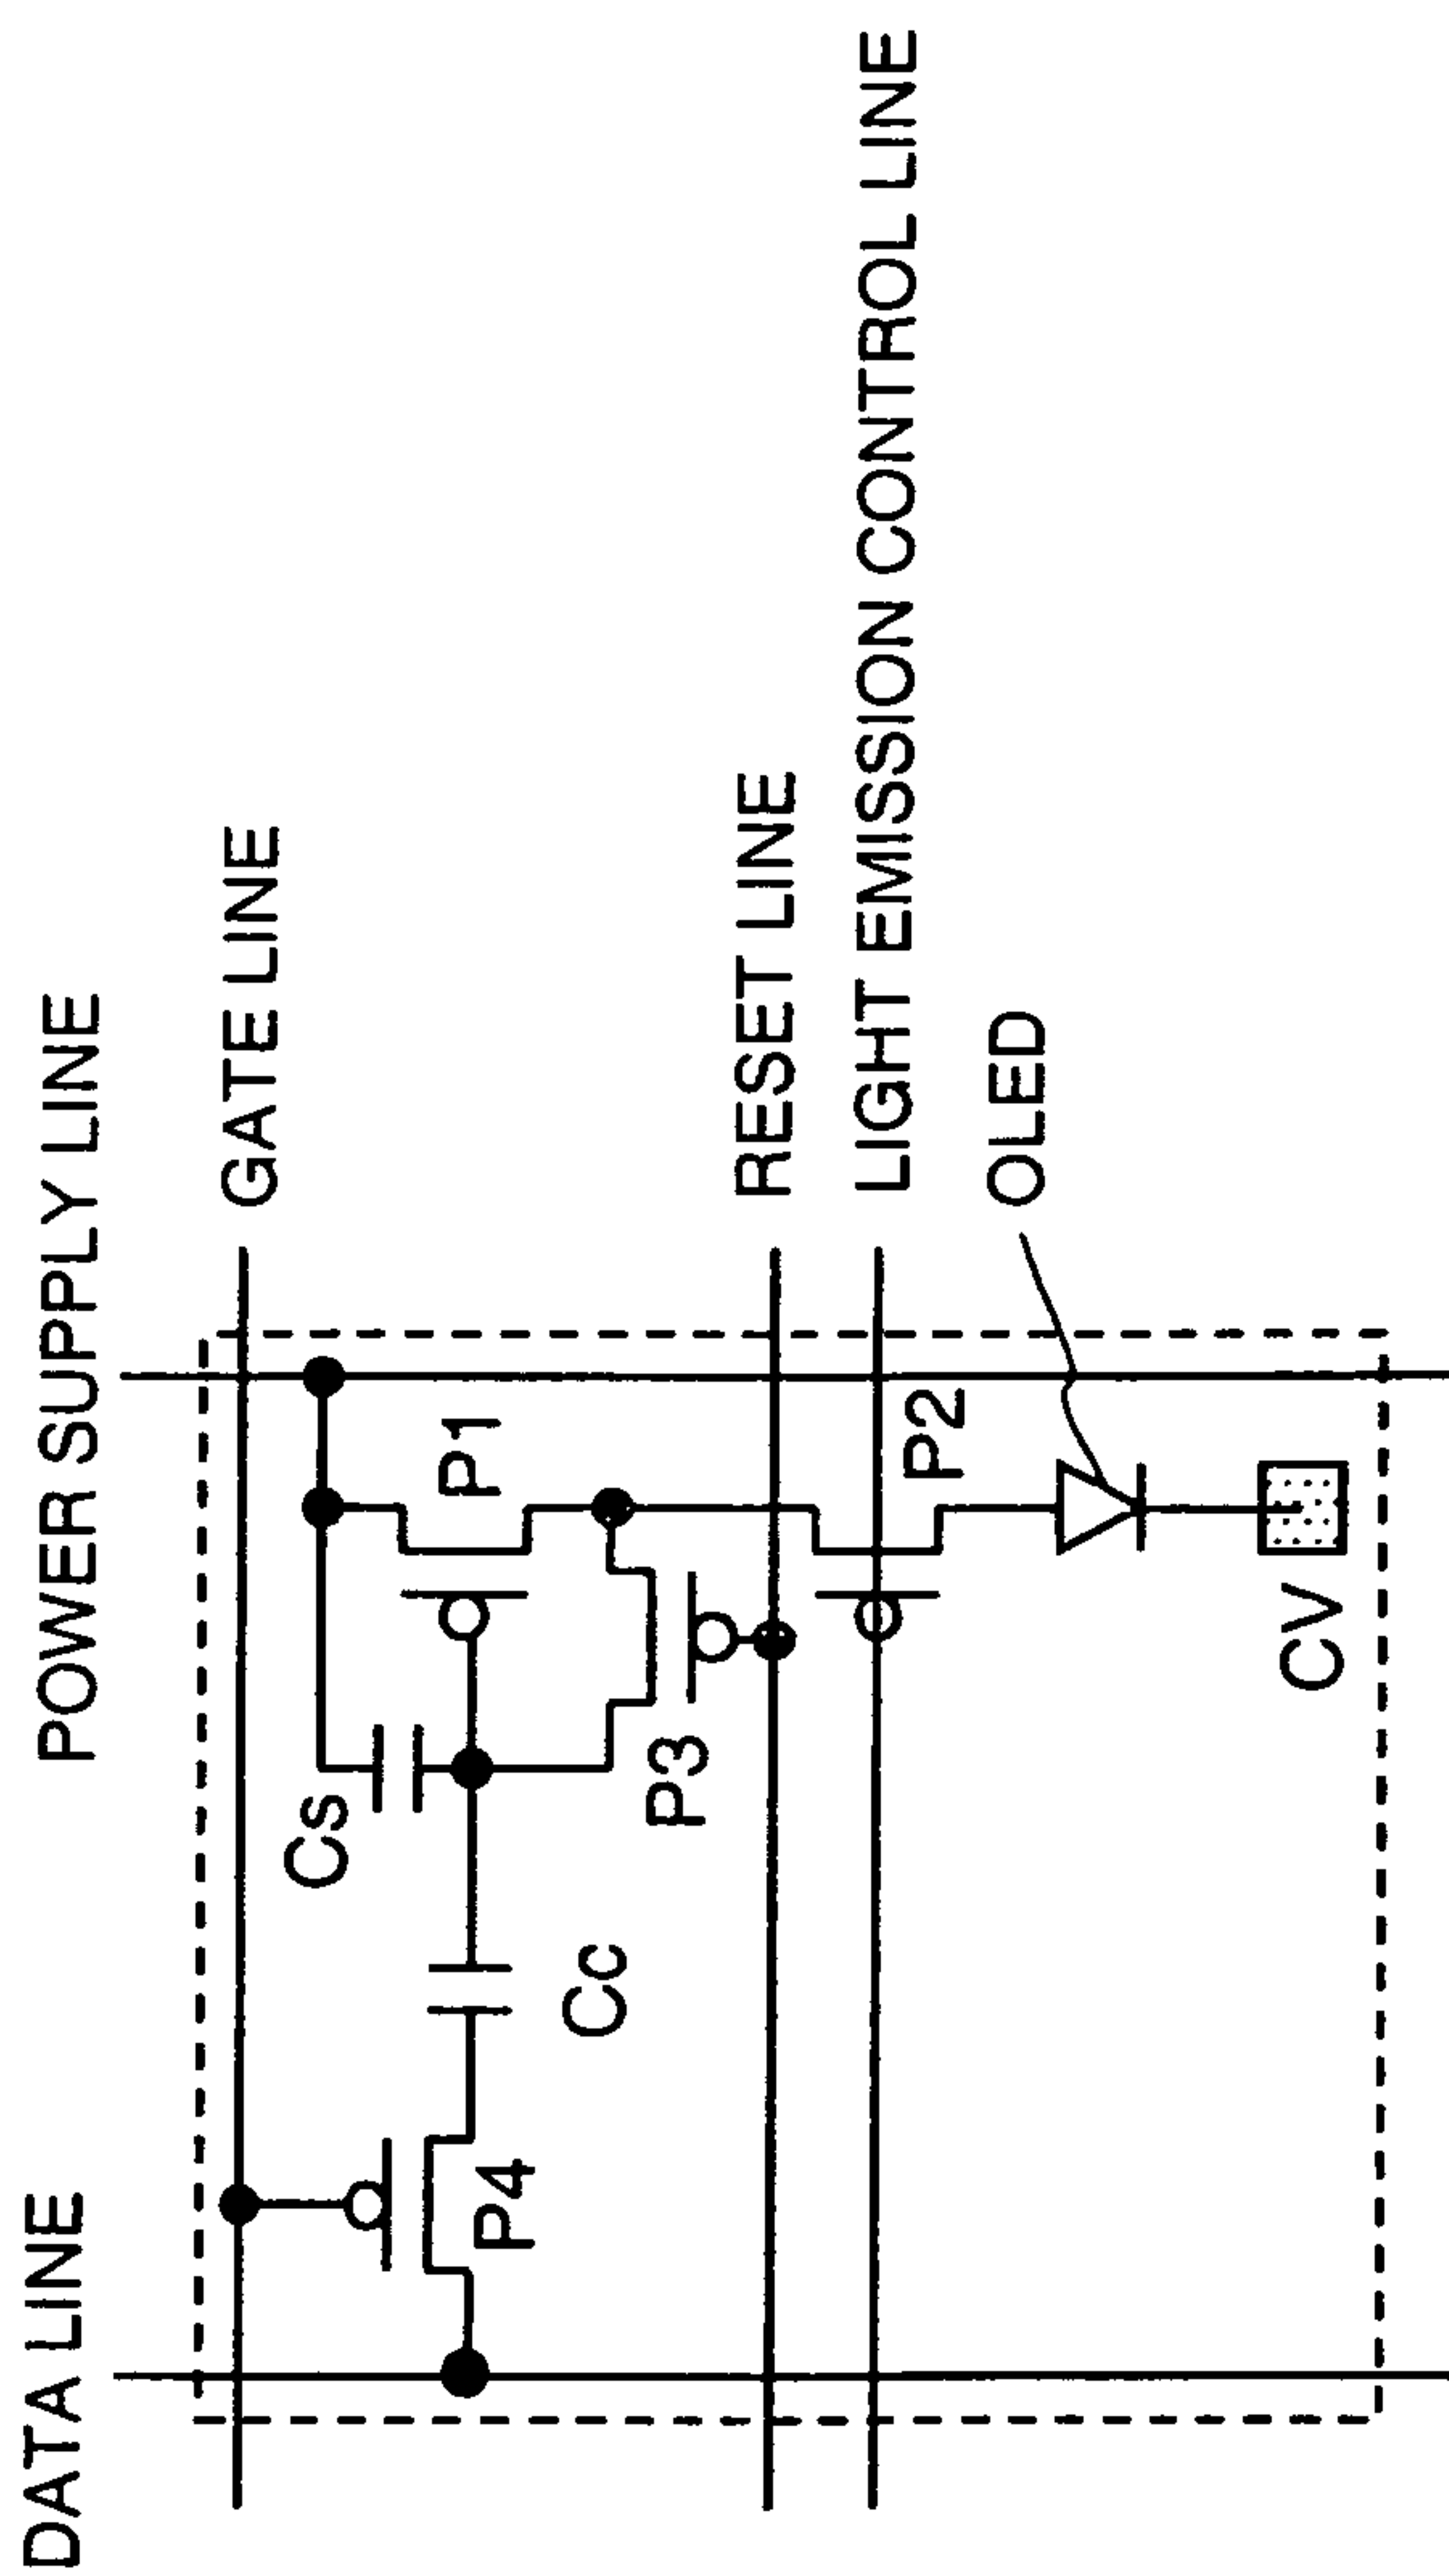 DATA LINE
POWER SUPPLY LINE
GATE LINE
Cs
P1
P4
Cc
P3
RESET LINE
LIGHT EMISSION CONTROL LINE
P2
OLED
CV